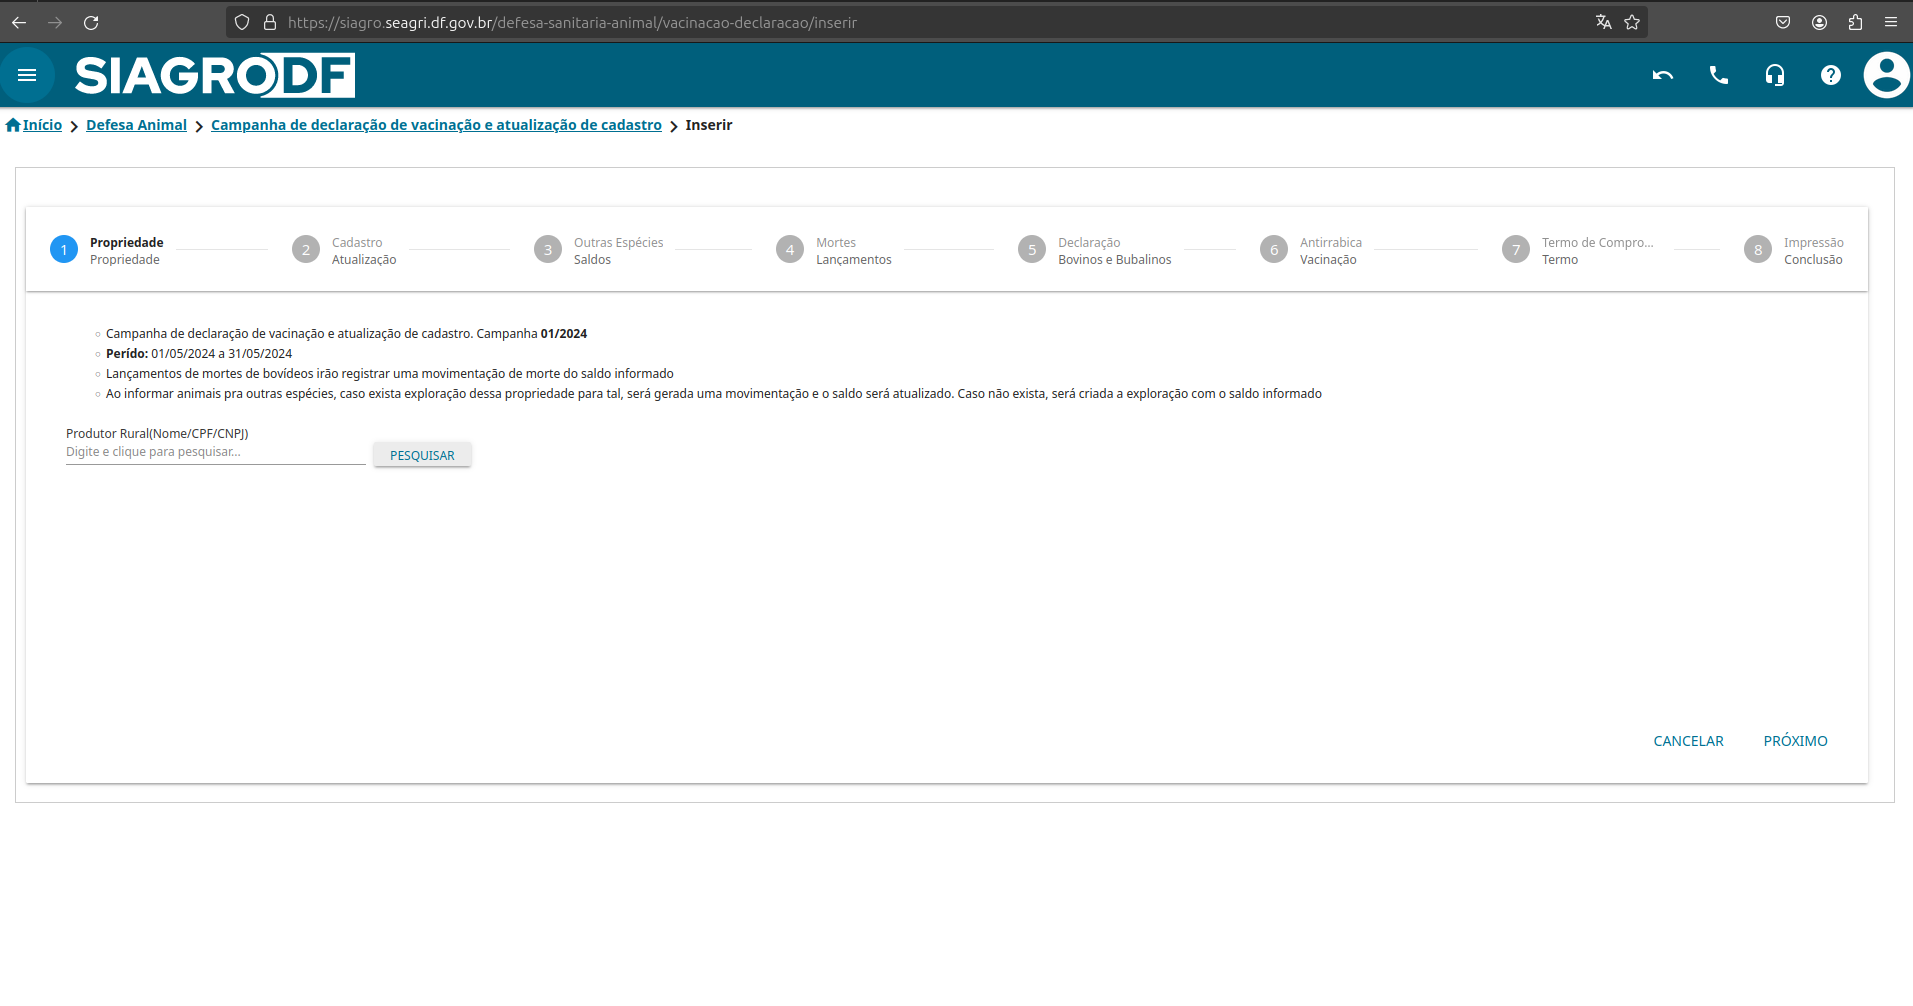 https://siagro.seagri.df.gov.br/defesa-sanitaria-animal/vacinacao-declaracao/inserir
SIAGRODF
Início > Defesa Animal > Campanha de declaração de vacinação e atualização de cadastro > Inserir
1 Propriedade
Propriedade
2 Cadastro
Atualização
3 Outras Espécies
Saldos
4 Mortes
Lançamentos
5 Declaração
Bovinos e Bubalinos
6 Antirrabica
Vacinação
7 Termo de Compro...
Termo
8 Impressão
Conclusão
Campanha de declaração de vacinação e atualização de cadastro. Campanha 01/2024
Perído: 01/05/2024 a 31/05/2024
Lançamentos de mortes de bovídeos irão registrar uma movimentação de morte do saldo informado
Ao informar animais pra outras espécies, caso exista exploração dessa propriedade para tal, será gerada uma movimentação e o saldo será atualizado. Caso não exista, será criada a exploração com o saldo informado
Produtor Rural(Nome/CPF/CNPJ)
Digite e clique para pesquisar...
PESQUISAR
CANCELAR PRÓXIMO